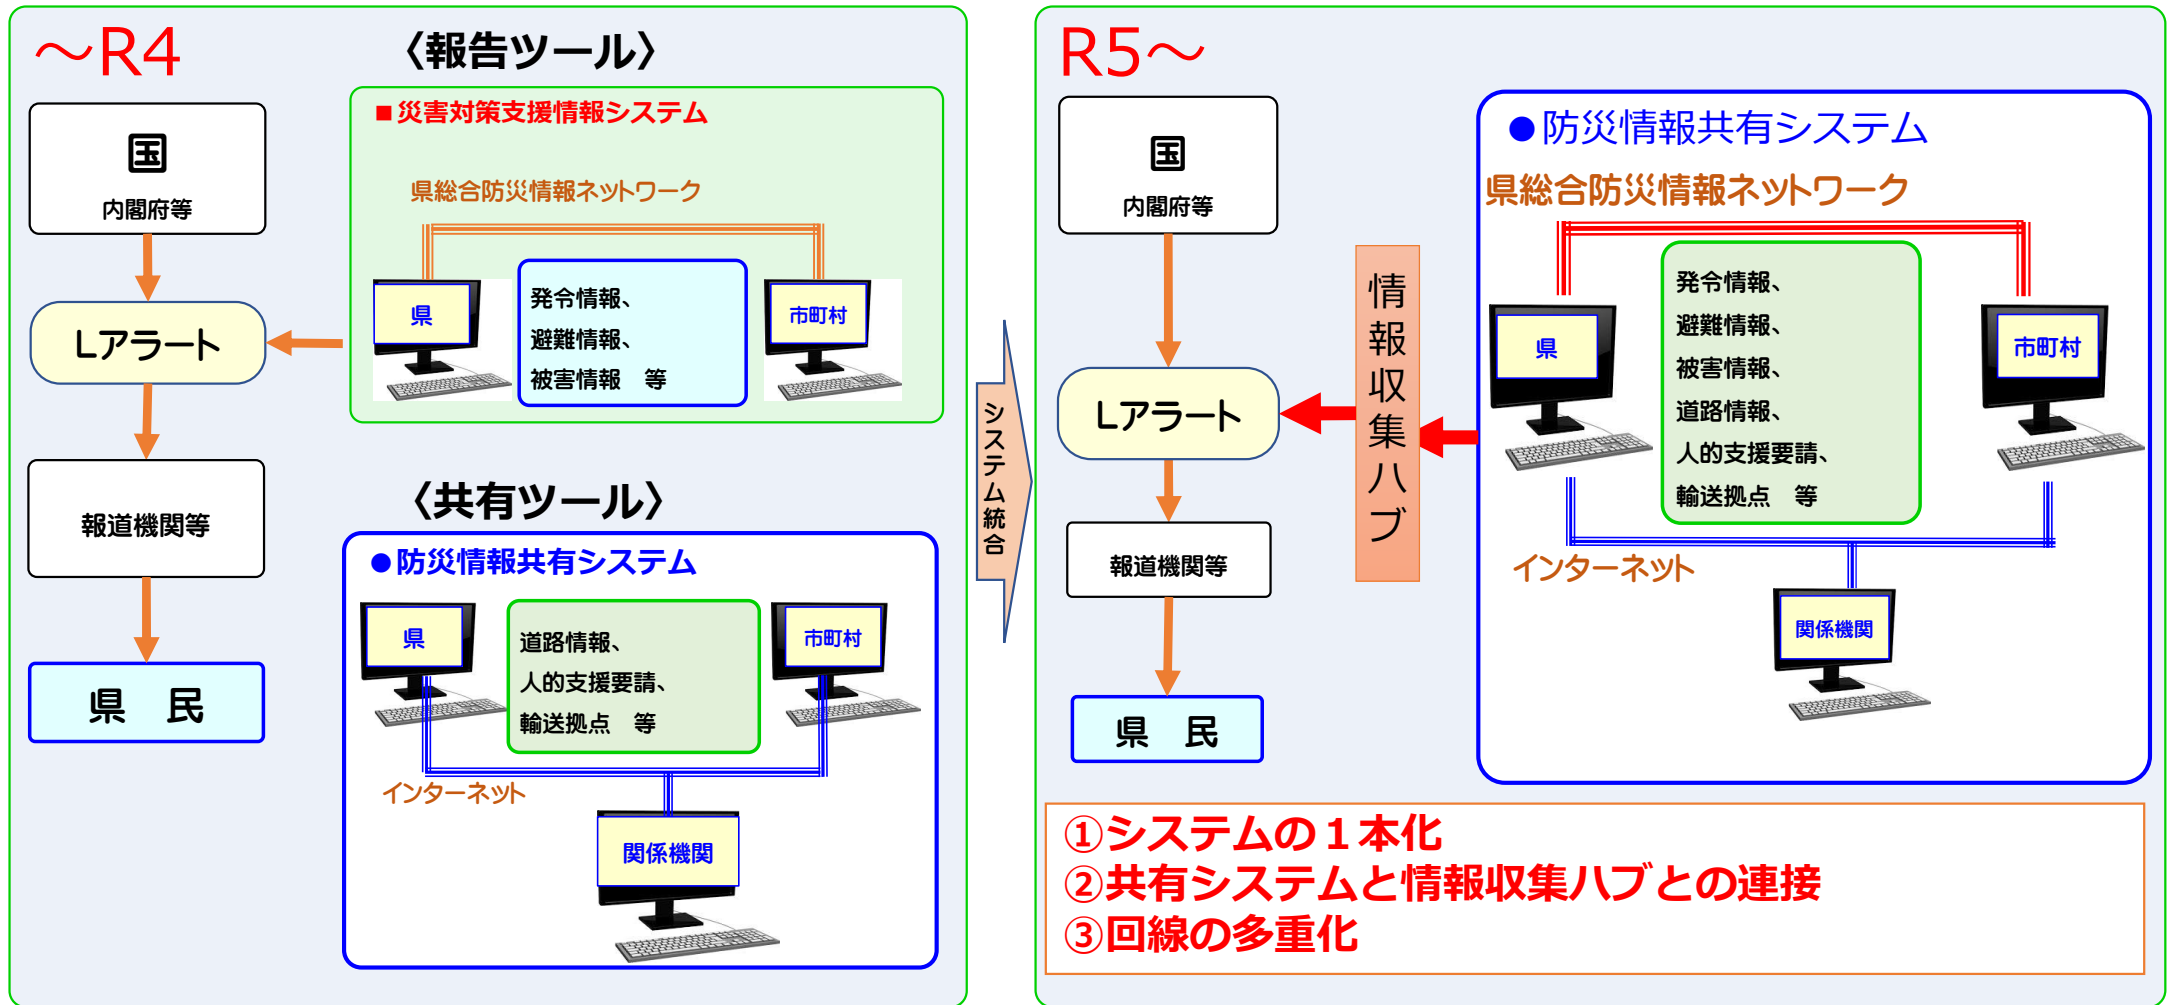 ～R4
〈報告ツール〉
国
内閣府等
Lアラート
報道機関等
県　民
■災害対策支援情報システム
県総合防災情報ネットワーク
県
発令情報、
避難情報、
被害情報　等
市町村
〈共有ツール〉
●防災情報共有システム
県
道路情報、
人的支援要請、
輸送拠点　等
市町村
インターネット
関係機関
システム統合
R5～
国
内閣府等
Lアラート
報道機関等
県　民
情報収集ハブ
●防災情報共有システム
県総合防災情報ネットワーク
県
発令情報、
避難情報、
被害情報、
道路情報、
人的支援要請、
輸送拠点　等
市町村
インターネット
関係機関
①システムの１本化
②共有システムと情報収集ハブとの連接
③回線の多重化